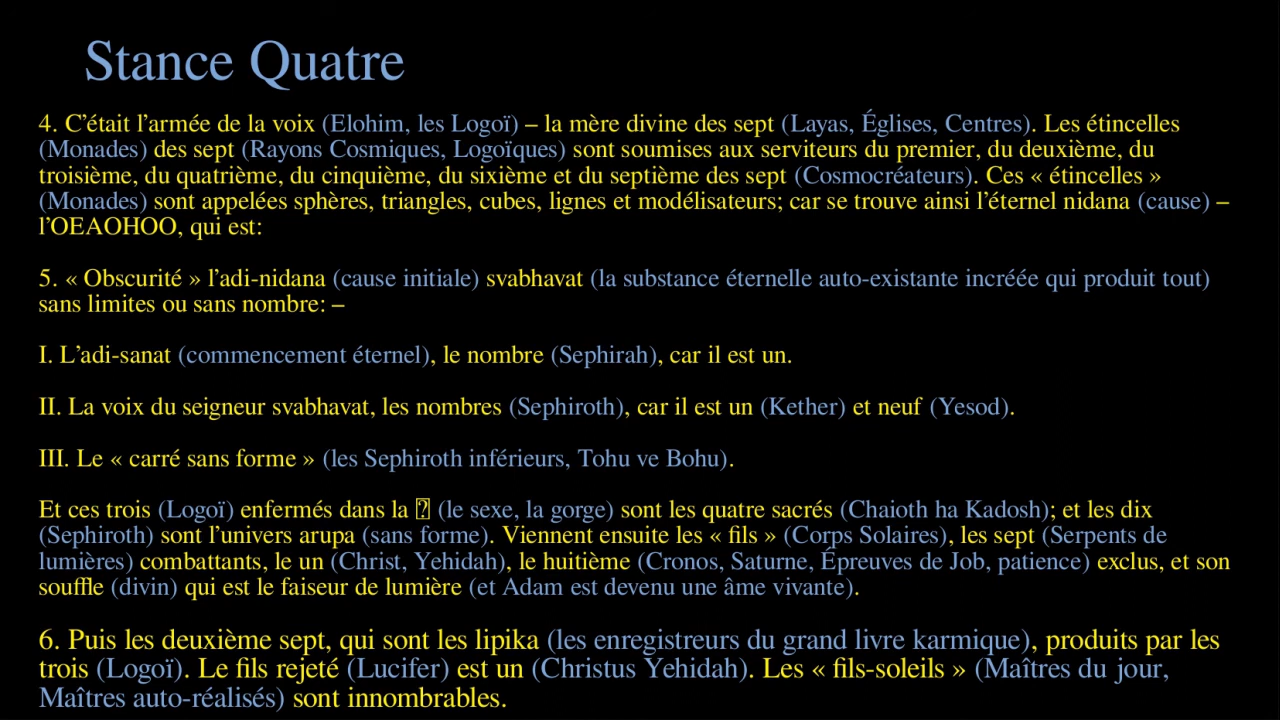 Stance Quatre
4. C’était l’armée de la voix (Elohim, les Logoï) – la mère divine des sept (Layas, Églises, Centres). Les étincelles
(Monades) des sept (Rayons Cosmiques, Logoïques) sont soumises aux serviteurs du premier, du deuxième, du
troisième, du quatrième, du cinquième, du sixième et du septième des sept (Cosmocréateurs). Ces « étincelles »
(Monades) sont appelées sphères, triangles, cubes, lignes et modélisateurs; car se trouve ainsi l’éternel nidana (cause) –
l’OEAOHOO, qui est:
5. « Obscurité » l’adi-nidana (cause initiale) svabhavat (la substance éternelle auto-existante incréée qui produit tout)
sans limites ou sans nombre: –
I. L’adi-sanat (commencement éternel), le nombre (Sephirah), car il est un.
II. La voix du seigneur svabhavat, les nombres (Sephiroth), car il est un (Kether) et neuf (Yesod).
III. Le « carré sans forme » (les Sephiroth inférieurs, Tohu ve Bohu).
Et ces trois (Logoï) enfermés dans la (le sexe, la gorge) sont les quatre sacrés (Chaioth ha Kadosh); et les dix
(Sephiroth) sont l’univers arupa (sans forme). Viennent ensuite les « fils » (Corps Solaires), les sept (Serpents de
lumières) combattants, le un (Christ, Yehidah), le huitième (Cronos, Saturne, Épreuves de Job, patience) exclus, et son
souffle (divin) qui est le faiseur de lumière (et Adam est devenu une âme vivante).
6. Puis les deuxième sept, qui sont les lipika (les enregistreurs du grand livre karmique), produits par les
trois (Logoï). Le fils rejeté (Lucifer) est un (Christus Yehidah). Les « fils-soleils » (Maîtres du jour,
Maîtres auto-réalisés) sont innombrables.